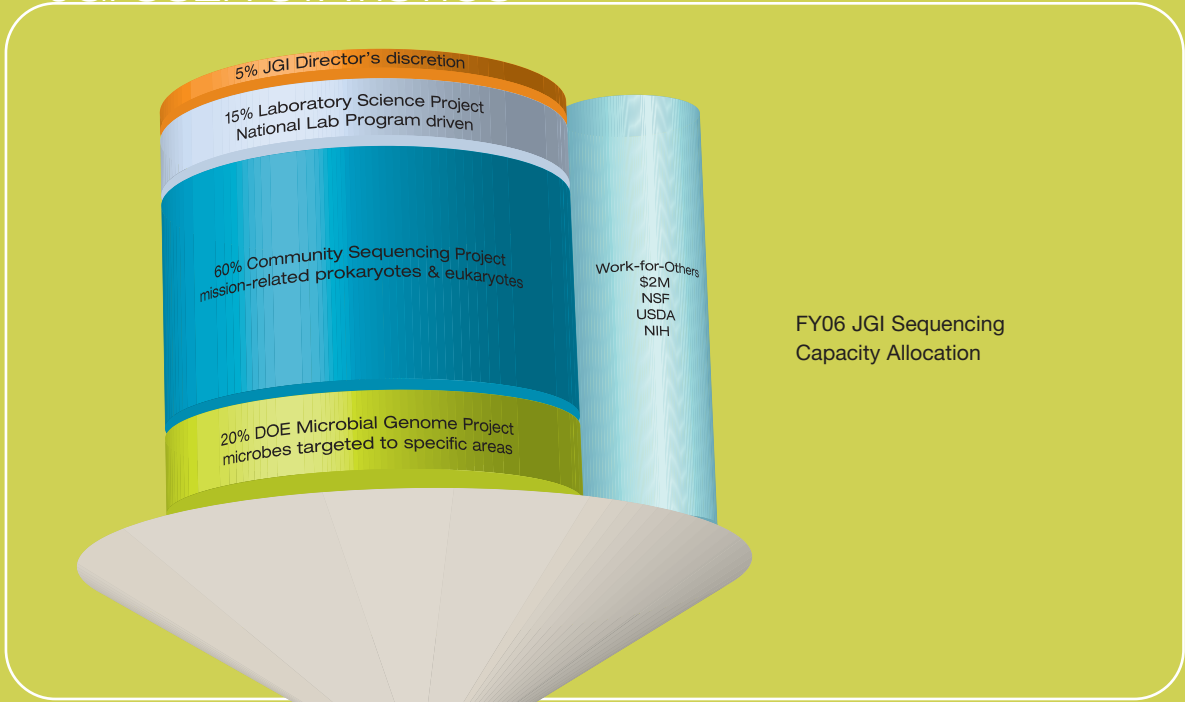 5% JGI Director's discretion
15% Laboratory Science Project
National Lab Program driven
60% Community Sequencing Project
mission-related prokaryotes & eukaryotes
20% DOE Microbial Genome Project
microbes targeted to specific areas
Work-for-Others
$2M
NSF
USDA
NIH
FY06 JGI Sequencing
Capacity Allocation